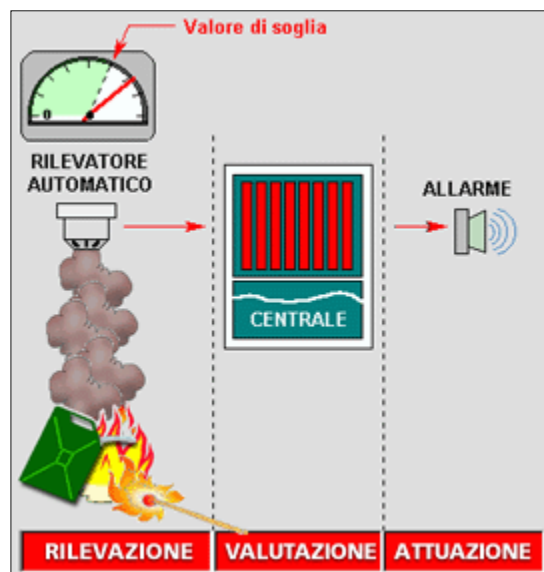 Valore di soglia
0
RILEVATORE
AUTOMATICO
ALLARME
CENTRALE
RILEVAZIONE
VALUTAZIONE
ATTUAZIONE